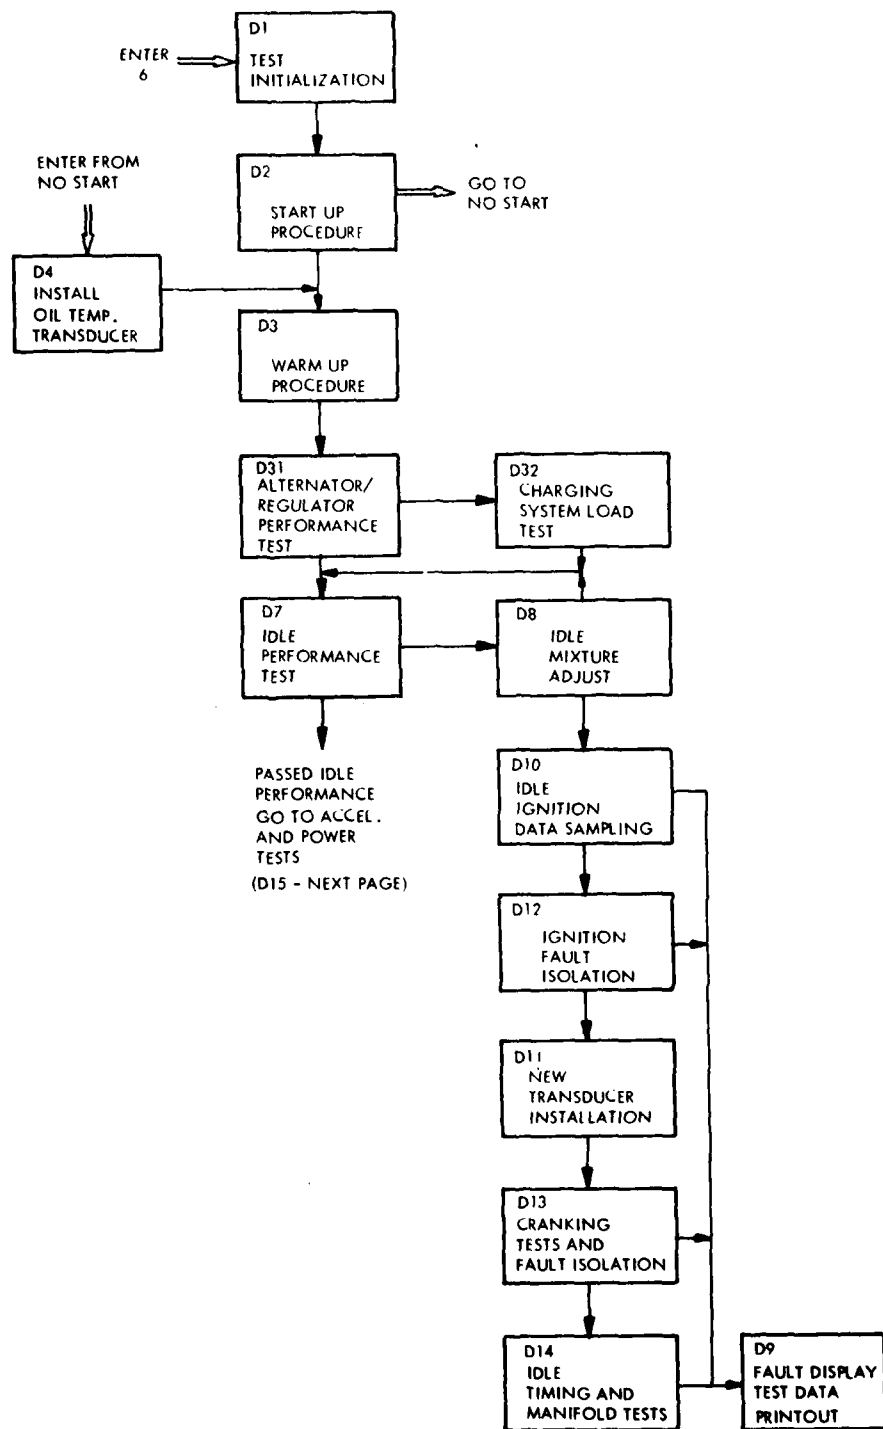 D1
TEST
INITIALIZATION
ENTER
6
D2
START UP
PROCEDURE
GO TO
NO START
ENTER FROM
NO START
D4
INSTALL
OIL TEMP.
TRANSDUCER
D3
WARM UP
PROCEDURE
D31
ALTERNATOR/
REGULATOR
PERFORMANCE
TEST
D32
CHARGING
SYSTEM LOAD
TEST
D7
IDLE
PERFORMANCE
TEST
D8
IDLE
MIXTURE
ADJUST
PASSED IDLE
PERFORMANCE
GO TO ACCEL.
AND POWER
TESTS
(D15 - NEXT PAGE)
D10
IDLE
IGNITION
DATA SAMPLING
D12
IGNITION
FAULT
ISOLATION
D11
NEW
TRANSDUCER
INSTALLATION
D13
CRANKING
TESTS AND
FAULT ISOLATION
D14
IDLE
TIMING AND
MANIFOLD TESTS
D9
FAULT DISPLAY
TEST DATA
PRINTOUT